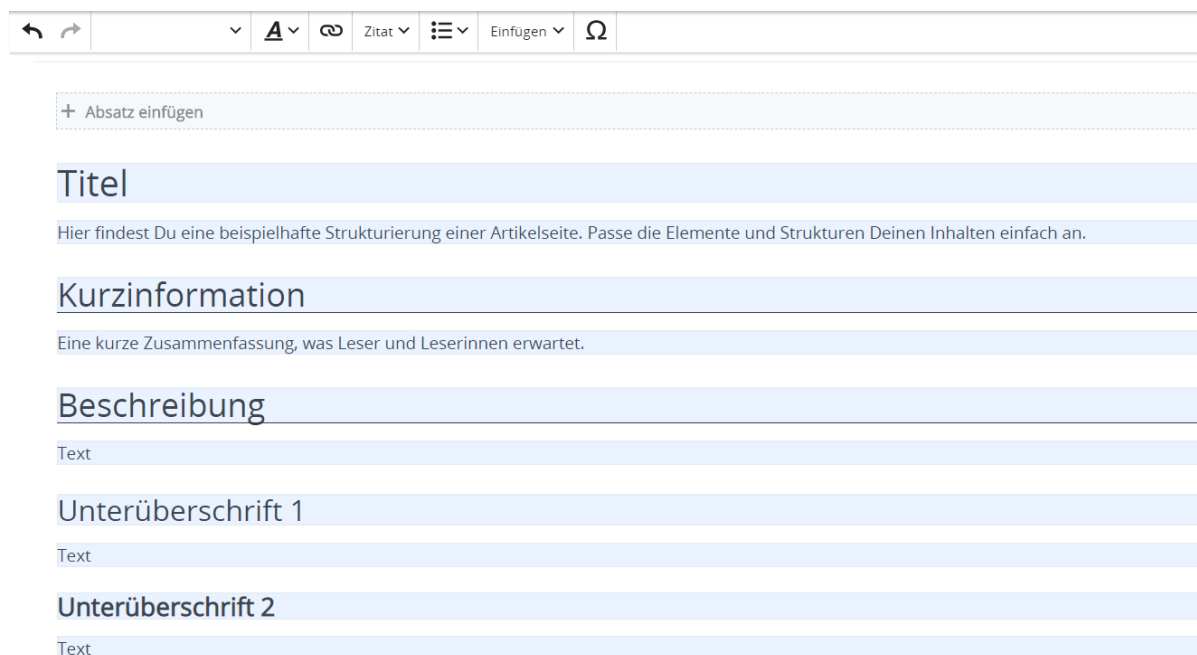 A Zitat Einfügen Ω
+ Absatz einfügen
Titel
Hier findest Du eine beispielhafte Strukturierung einer Artikelseite. Passe die Elemente und Strukturen Deinen Inhalten einfach an.
Kurzinformation
Eine kurze Zusammenfassung, was Leser und Leserinnen erwartet.
Beschreibung
Text
Unterüberschrift 1
Text
Unterüberschrift 2
Text